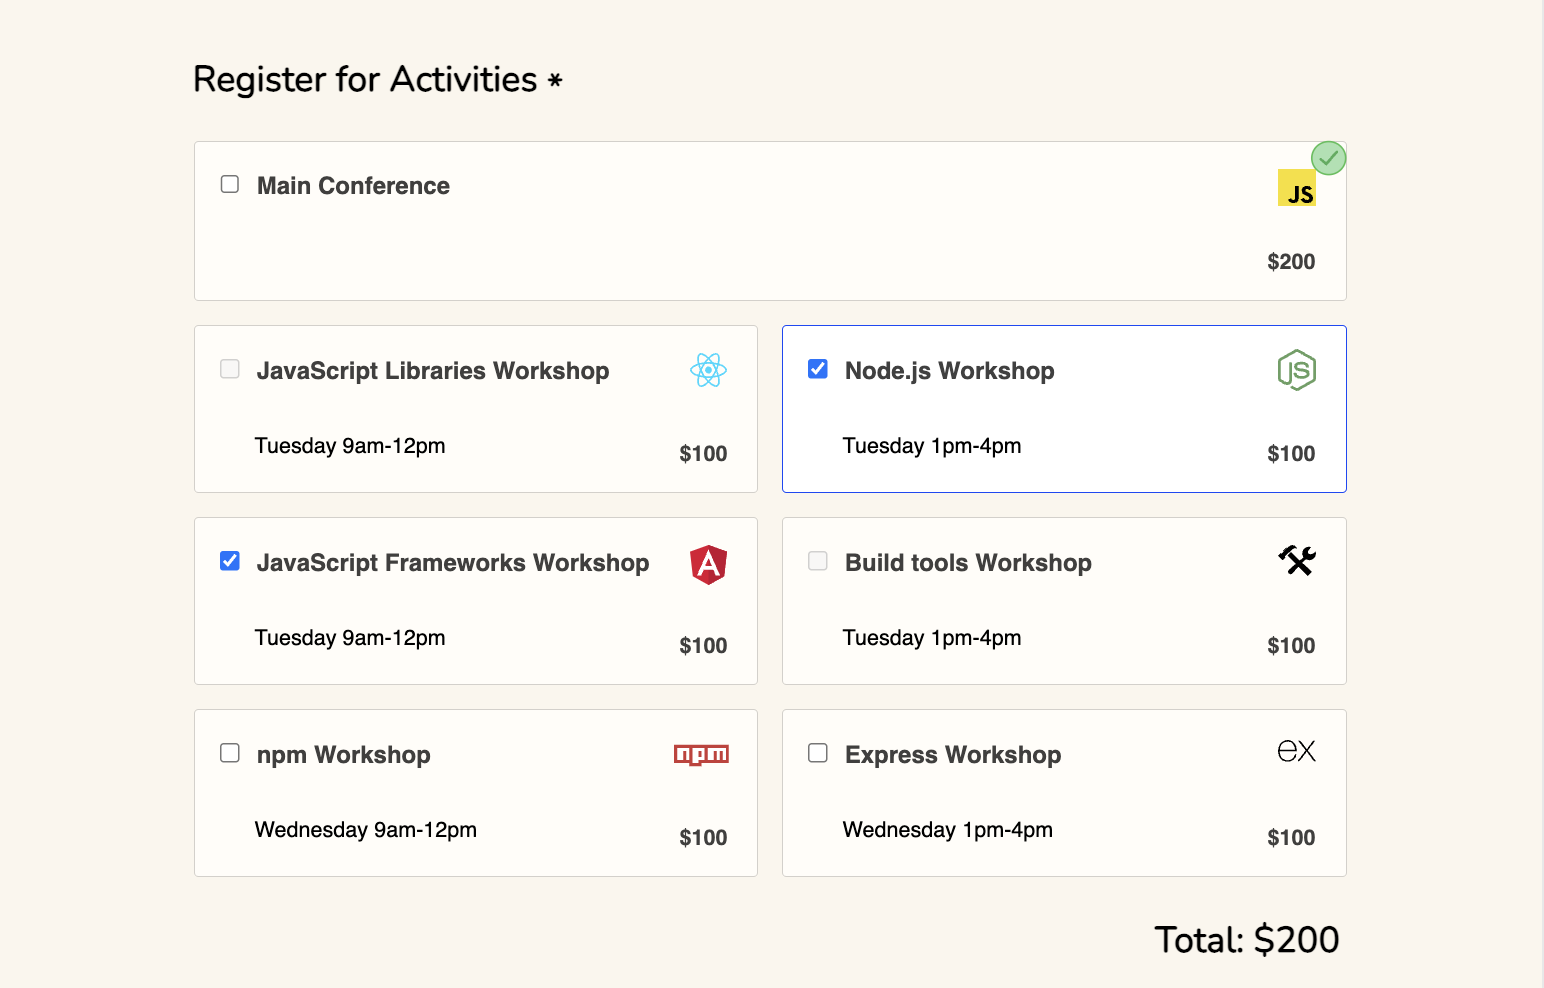 Register for Activities *
Main Conference
JS
$200
JavaScript Libraries Workshop
Tuesday 9am-12pm
$100
Node.js Workshop
JS
Tuesday 1pm-4pm
$100
JavaScript Frameworks Workshop
A
Tuesday 9am-12pm
$100
Build tools Workshop
Tuesday 1pm-4pm
$100
npm Workshop
npm
Wednesday 9am-12pm
$100
Express Workshop
ex
Wednesday 1pm-4pm
$100
Total: $200